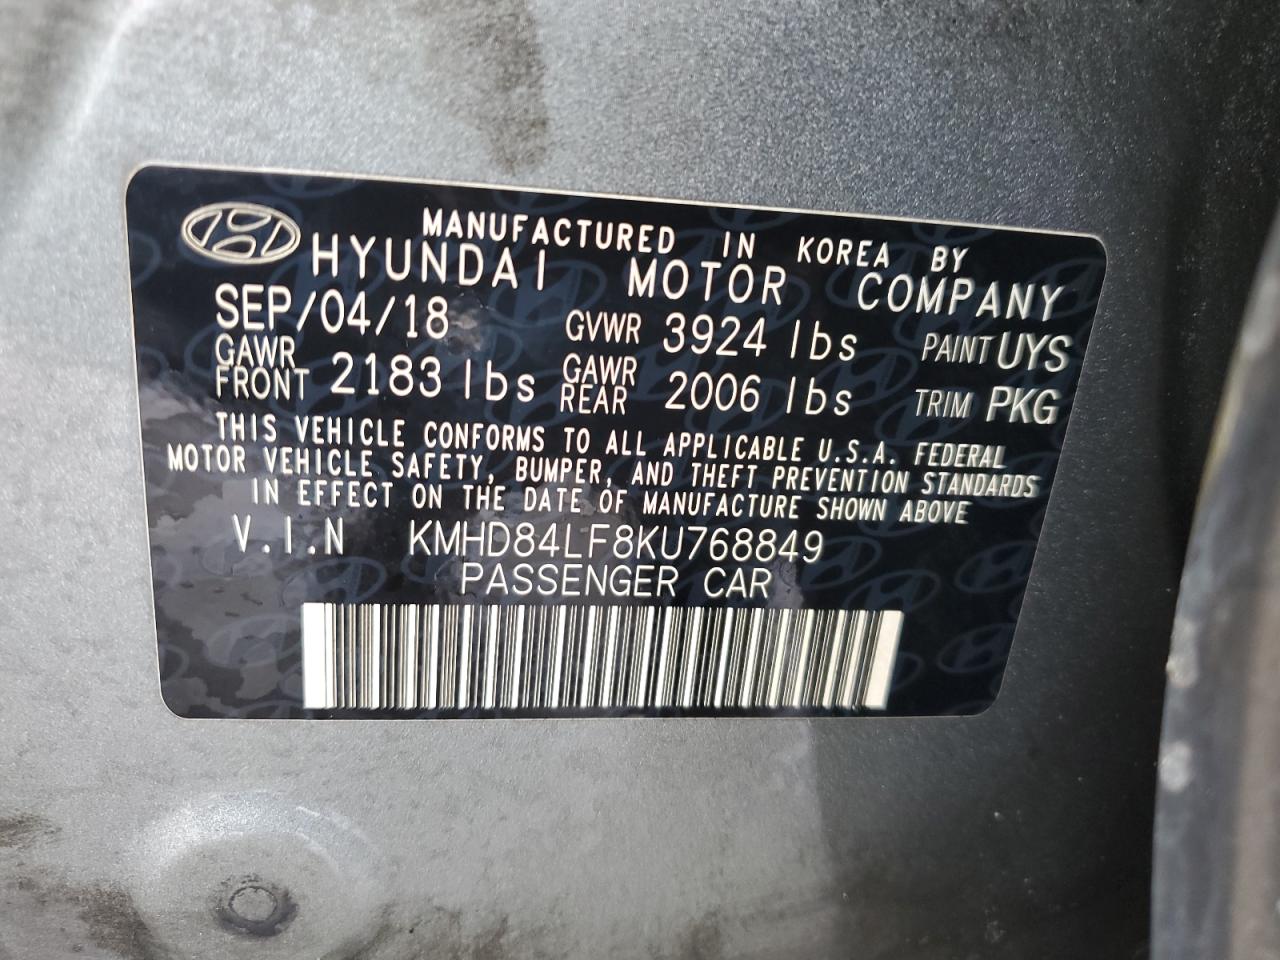 MANUFACTURED IN KOREA BY
HYUNDAI MOTOR COMPANY
SEP/04/18 GVWR 3924 lbs PAINT UYS
GAWR FRONT 2183 lbs GAWR REAR 2006 lbs TRIM PKG
THIS VEHICLE CONFORMS TO ALL APPLICABLE U.S.A. FEDERAL
MOTOR VEHICLE SAFETY, BUMPER, AND THEFT PREVENTION STANDARDS
IN EFFECT ON THE DATE OF MANUFACTURE SHOWN ABOVE
V.I.N KMHD84LF8KU768849
PASSENGER CAR